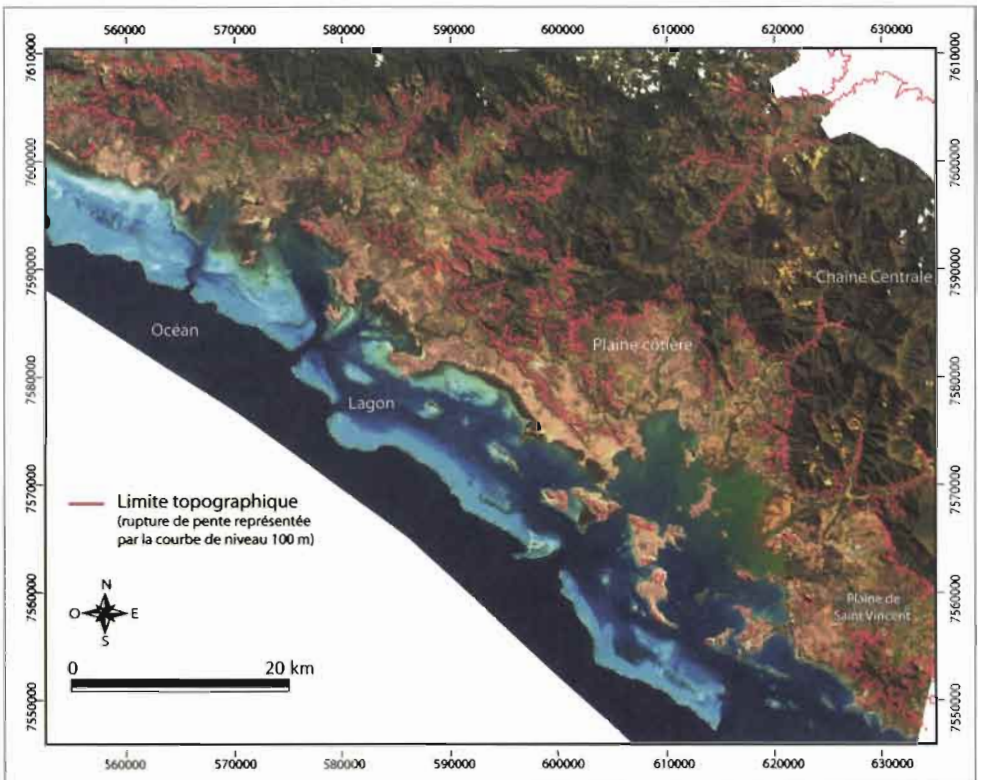 560000 570000 580000 590000 600000 610000 620000 630000
7610000 7610000
7600000 7600000
7590000 7590000
Chaîne Centrale
Océan
Plaine côtière
7580000 7580000
Lagon
7570000 7570000
Limite topographique
(rupture de pente représentée
par la courbe de niveau 100 m)
7560000 7560000
Plaine de
Saint Vincent
N
O E
S
0 20 km
7550000 7550000
560000 570000 580000 590000 600000 610000 620000 630000